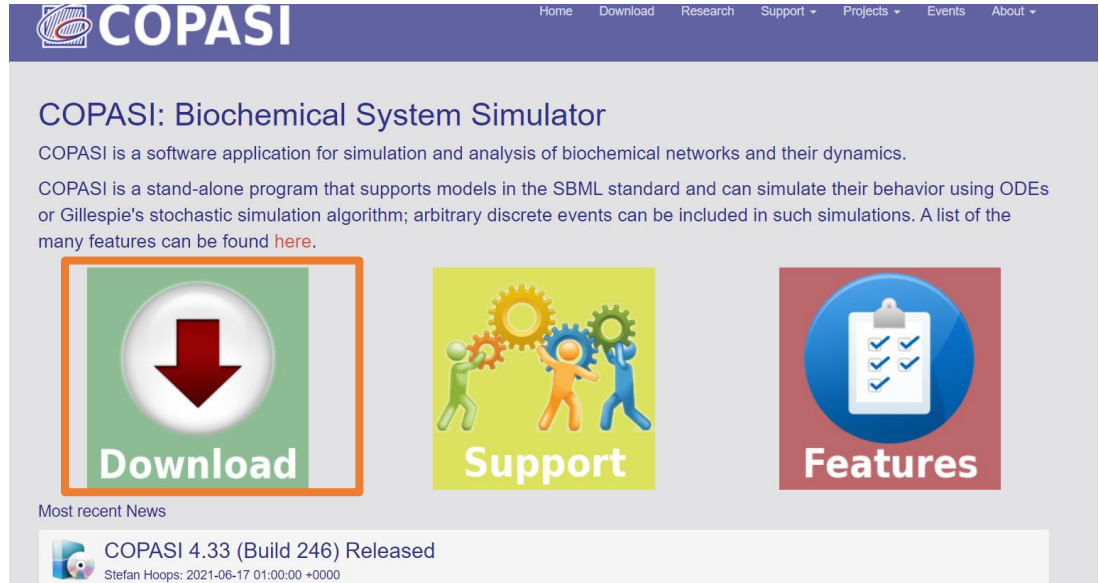 COPASI
Home Download Research Support Projects Events About
COPASI: Biochemical System Simulator
COPASI is a software application for simulation and analysis of biochemical networks and their dynamics.
COPASI is a stand-alone program that supports models in the SBML standard and can simulate their behavior using ODEs
or Gillespie's stochastic simulation algorithm; arbitrary discrete events can be included in such simulations. A list of the
many features can be found here.
Download
Support
Features
Most recent News
COPASI 4.33 (Build 246) Released
Stefan Hoops: 2021-06-17 01:00:00 +0000